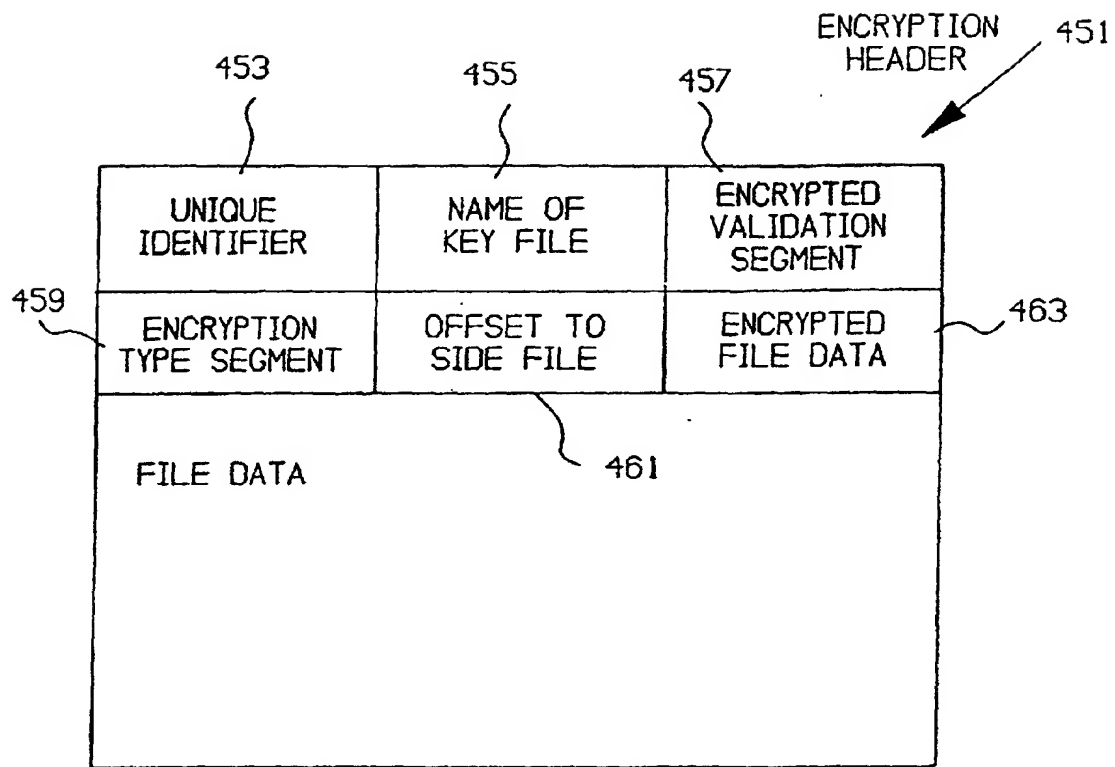 ENCRYPTION
HEADER
451
453
455
457
UNIQUE
IDENTIFIER
NAME OF
KEY FILE
ENCRYPTED
VALIDATION
SEGMENT
459
ENCRYPTION
TYPE SEGMENT
OFFSET TO
SIDE FILE
ENCRYPTED
FILE DATA
463
461
FILE DATA